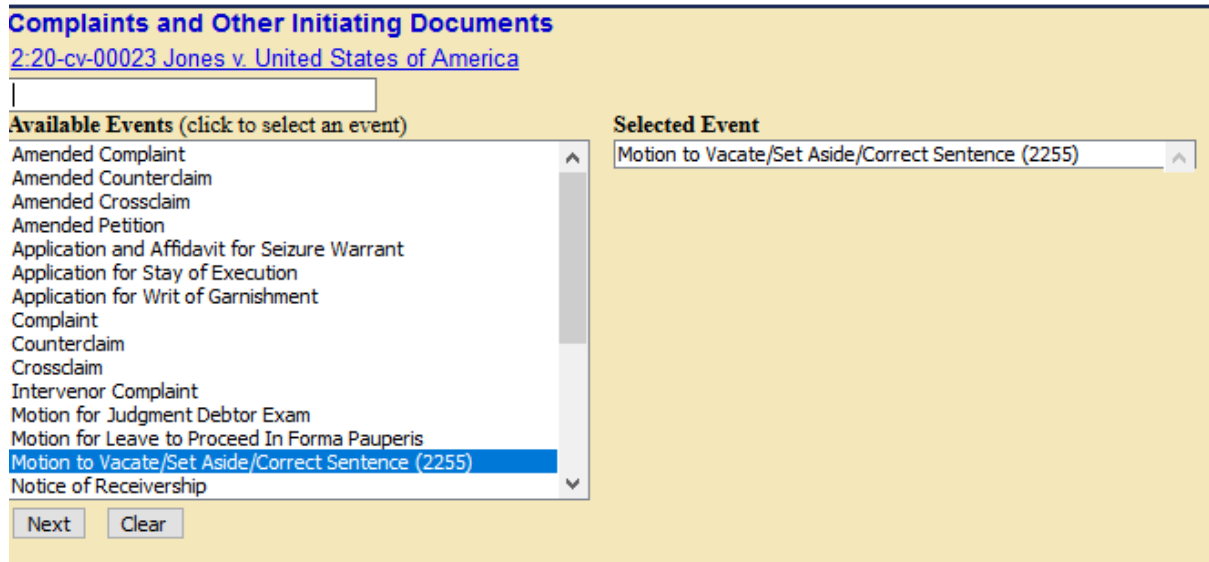 Complaints and Other Initiating Documents
2:20-cv-00023 Jones v. United States of America
Available Events (click to select an event)
Amended Complaint
Amended Counterclaim
Amended Crossclaim
Amended Petition
Application and Affidavit for Seizure Warrant
Application for Stay of Execution
Application for Writ of Garnishment
Complaint
Counterclaim
Crossclaim
Intervenor Complaint
Motion for Judgment Debtor Exam
Motion for Leave to Proceed In Forma Pauperis
Motion to Vacate/Set Aside/Correct Sentence (2255)
Notice of Receivership
Selected Event
Motion to Vacate/Set Aside/Correct Sentence (2255)
Next Clear